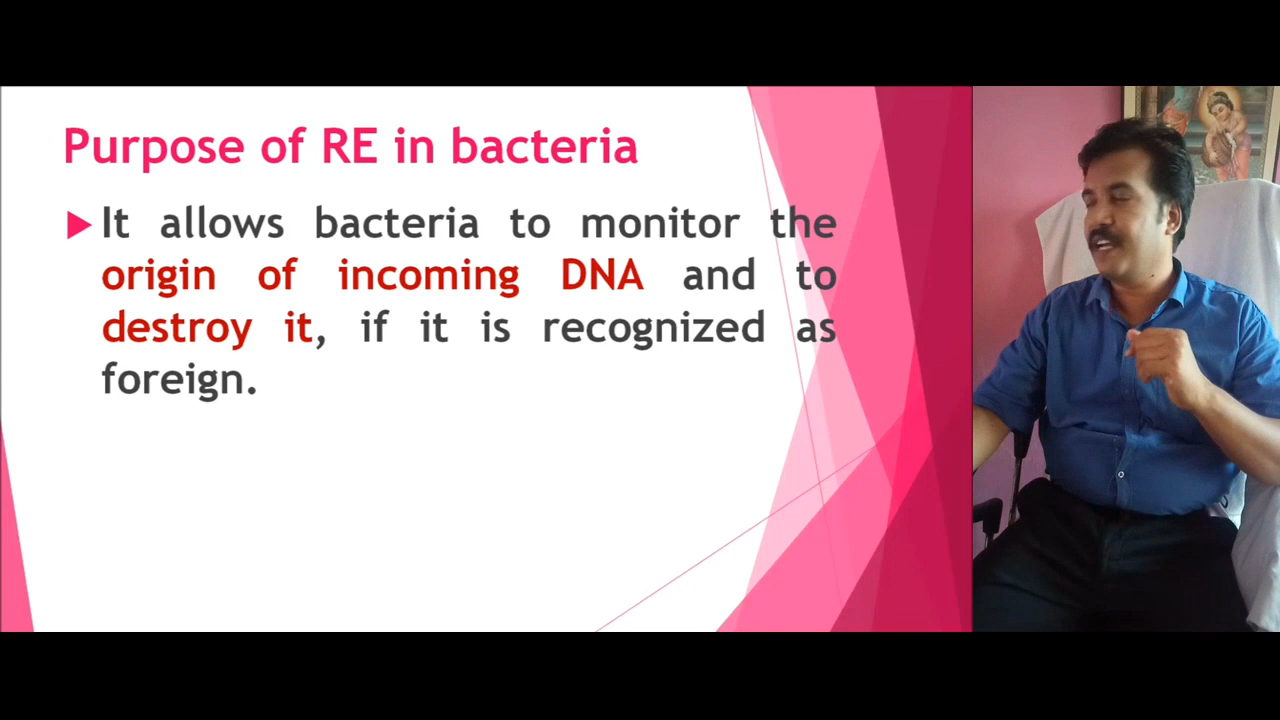 Purpose of RE in bacteria
It allows bacteria to monitor the
origin of incoming DNA and to
destroy it, if it is recognized as
foreign.